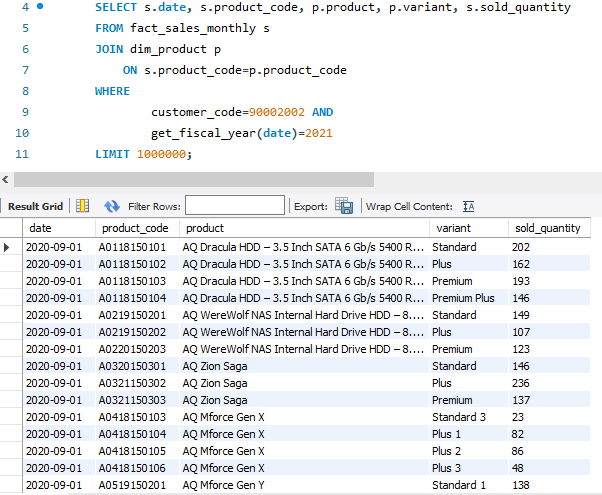 4 SELECT s.date, s.product_code, p.product, p.variant, s.sold_quantity
5 FROM fact_sales_monthly s
6 JOIN dim_product p
7 ON s.product_code=p.product_code
8 WHERE
9 customer_code=90002002 AND
10 get_fiscal_year(date)=2021
11 LIMIT 1000000;
Result Grid Filter Rows: Export: Wrap Cell Content: IA
date product_code product variant sold_quantity
2020-09-01 A0118150101 AQ Dracula HDD – 3.5 Inch SATA 6 Gb/s 5400 R... Standard 202
2020-09-01 A0118150102 AQ Dracula HDD – 3.5 Inch SATA 6 Gb/s 5400 R... Plus 162
2020-09-01 A0118150103 AQ Dracula HDD – 3.5 Inch SATA 6 Gb/s 5400 R... Premium 193
2020-09-01 A0118150104 AQ Dracula HDD – 3.5 Inch SATA 6 Gb/s 5400 R... Premium Plus 146
2020-09-01 A0219150201 AQ WereWolf NAS Internal Hard Drive HDD – 8.... Standard 149
2020-09-01 A0219150202 AQ WereWolf NAS Internal Hard Drive HDD – 8.... Plus 107
2020-09-01 A0220150203 AQ WereWolf NAS Internal Hard Drive HDD – 8.... Premium 123
2020-09-01 A0320150301 AQ Zion Saga Standard 146
2020-09-01 A0321150302 AQ Zion Saga Plus 236
2020-09-01 A0321150303 AQ Zion Saga Premium 137
2020-09-01 A0418150103 AQ Mforce Gen X Standard 3 23
2020-09-01 A0418150104 AQ Mforce Gen X Plus 1 82
2020-09-01 A0418150105 AQ Mforce Gen X Plus 2 86
2020-09-01 A0418150106 AQ Mforce Gen X Plus 3 48
2020-09-01 A0519150201 AQ Mforce Gen Y Standard 1 138